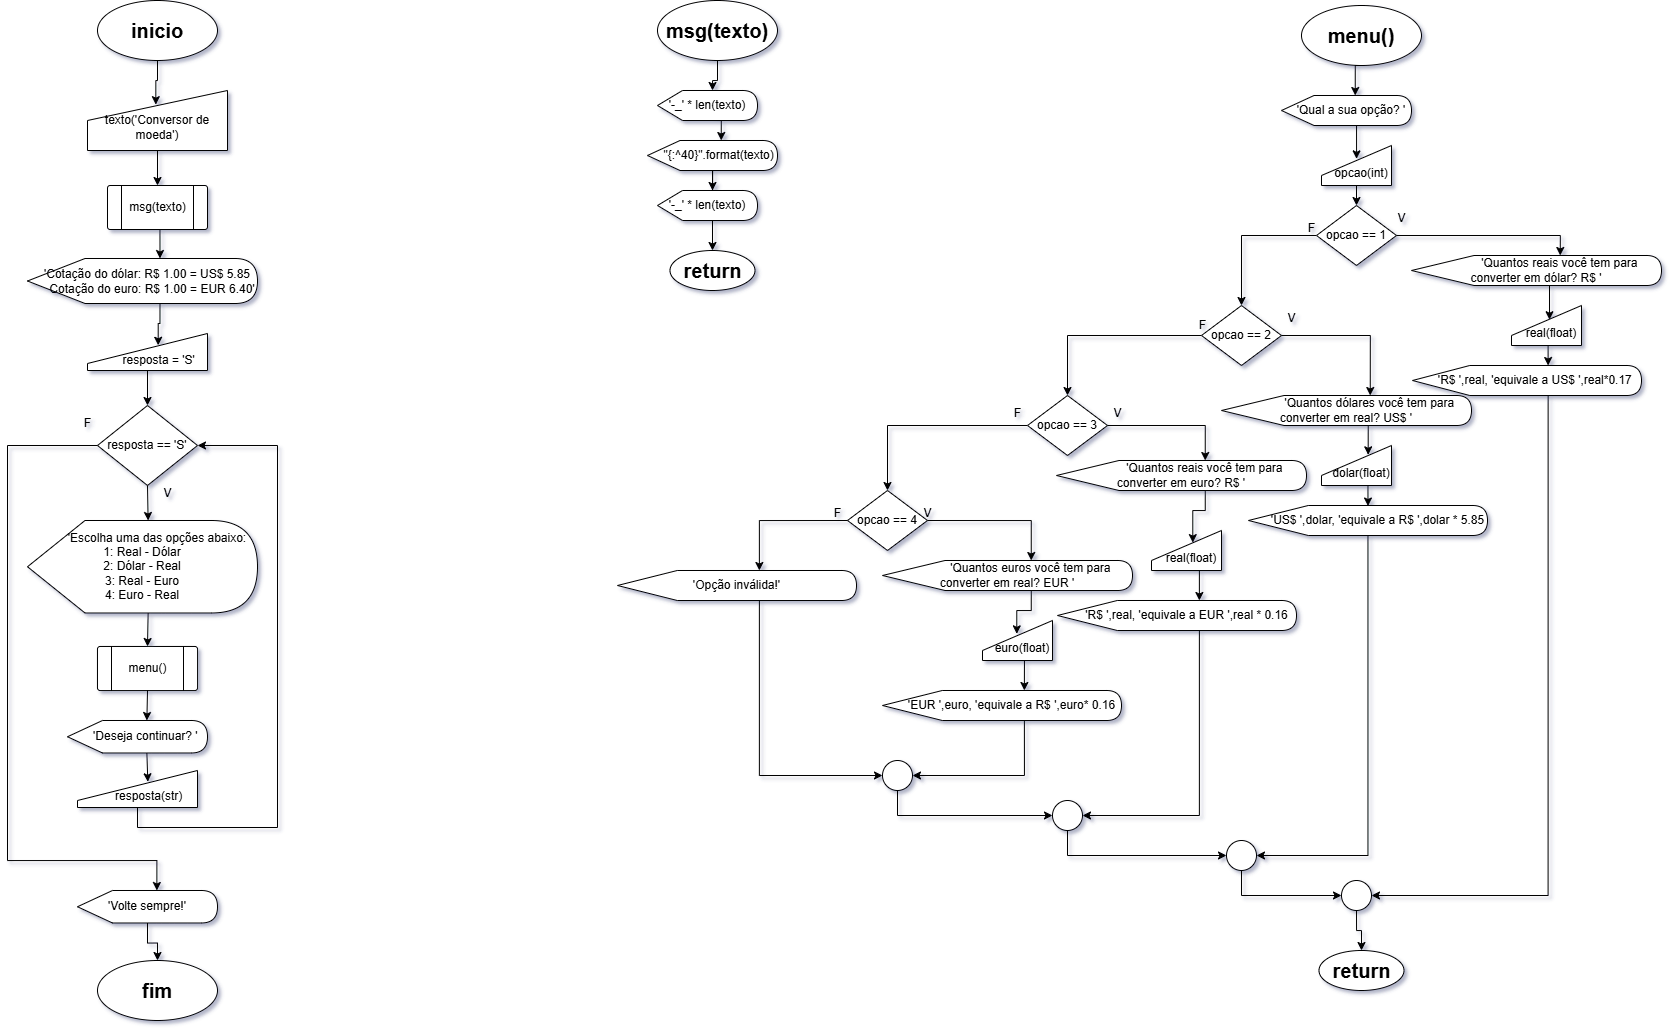 inicio
texto('Conversor de
moeda')
msg(texto)
'Cotação do dólar: R$ 1.00 = US$ 5.85
Cotação do euro: R$ 1.00 = EUR 6.40'
resposta = 'S'
F
resposta == 'S'
V
'Escolha uma das opções abaixo:
1: Real - Dólar
2: Dólar - Real
3: Real - Euro
4: Euro - Real
menu()
'Deseja continuar? '
resposta(str)
'Volte sempre!'
fim
msg(texto)
'-_' * len(texto)
"{:^40}".format(texto)
'-_' * len(texto)
return
menu()
'Qual a sua opção? '
opcao(int)
F
opcao == 1
V
'Quantos reais você tem para
converter em dólar? R$ '
real(float)
'R$ ',real, 'equivale a US$ ',real*0.17
F
opcao == 2
V
'Quantos dólares você tem para
converter em real? US$ '
dolar(float)
'US$ ',dolar, 'equivale a R$ ',dolar * 5.85
F
opcao == 3
V
'Quantos reais você tem para
converter em euro? R$ '
real(float)
'R$ ',real, 'equivale a EUR ',real * 0.16
F
opcao == 4
V
'Quantos euros você tem para
converter em real? EUR '
euro(float)
'EUR ',euro, 'equivale a R$ ',euro* 0.16
'Opção inválida!'
return